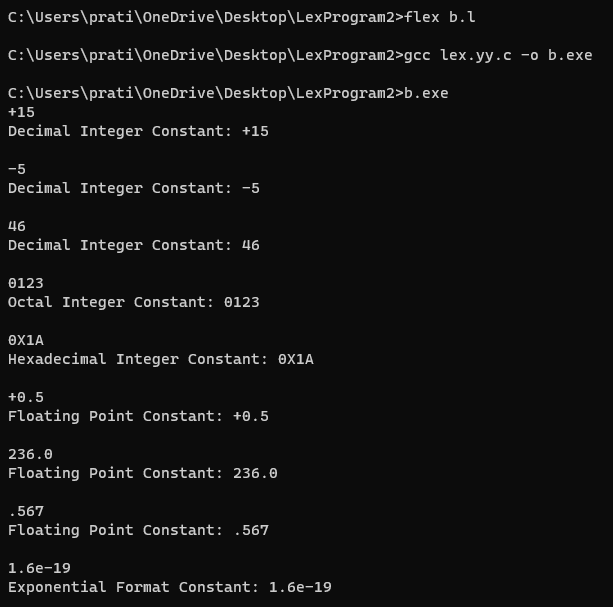 C:\Users\prati\OneDrive\Desktop\LexProgram2>flex b.l
C:\Users\prati\OneDrive\Desktop\LexProgram2>gcc lex.yy.c -o b.exe
C:\Users\prati\OneDrive\Desktop\LexProgram2>b.exe
+15
Decimal Integer Constant: +15
-5
Decimal Integer Constant: -5
46
Decimal Integer Constant: 46
0123
Octal Integer Constant: 0123
0X1A
Hexadecimal Integer Constant: 0X1A
+0.5
Floating Point Constant: +0.5
236.0
Floating Point Constant: 236.0
.567
Floating Point Constant: .567
1.6e-19
Exponential Format Constant: 1.6e-19